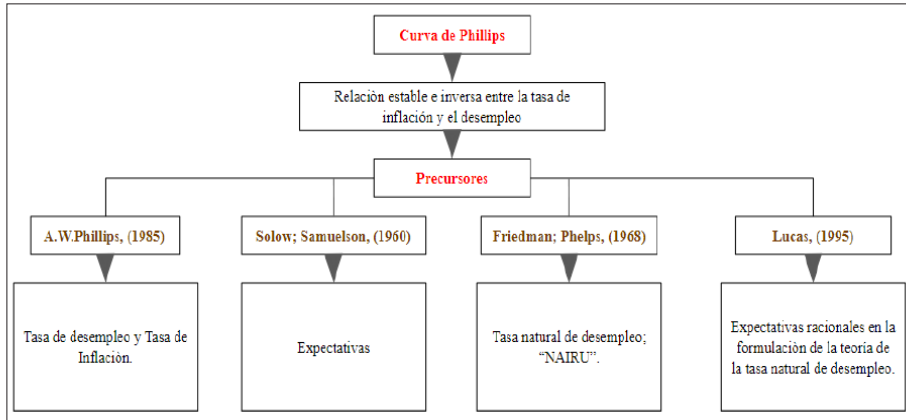 Curva de Phillips
Relaciòn estable e inversa entre la tasa de
inflación y el desempleo
Precursores
A.W.Phillips, (1985)
Solow; Samuelson, (1960)
Friedman; Phelps, (1968)
Lucas, (1995)
Tasa de desempleo y Tasa de
Inflaciòn.
Expectativas
Tasa natural de desempleo;
“NAIRU”.
Expectativas racionales en la
formulaciòn de la teoria de
la tasa natural de desempleo.